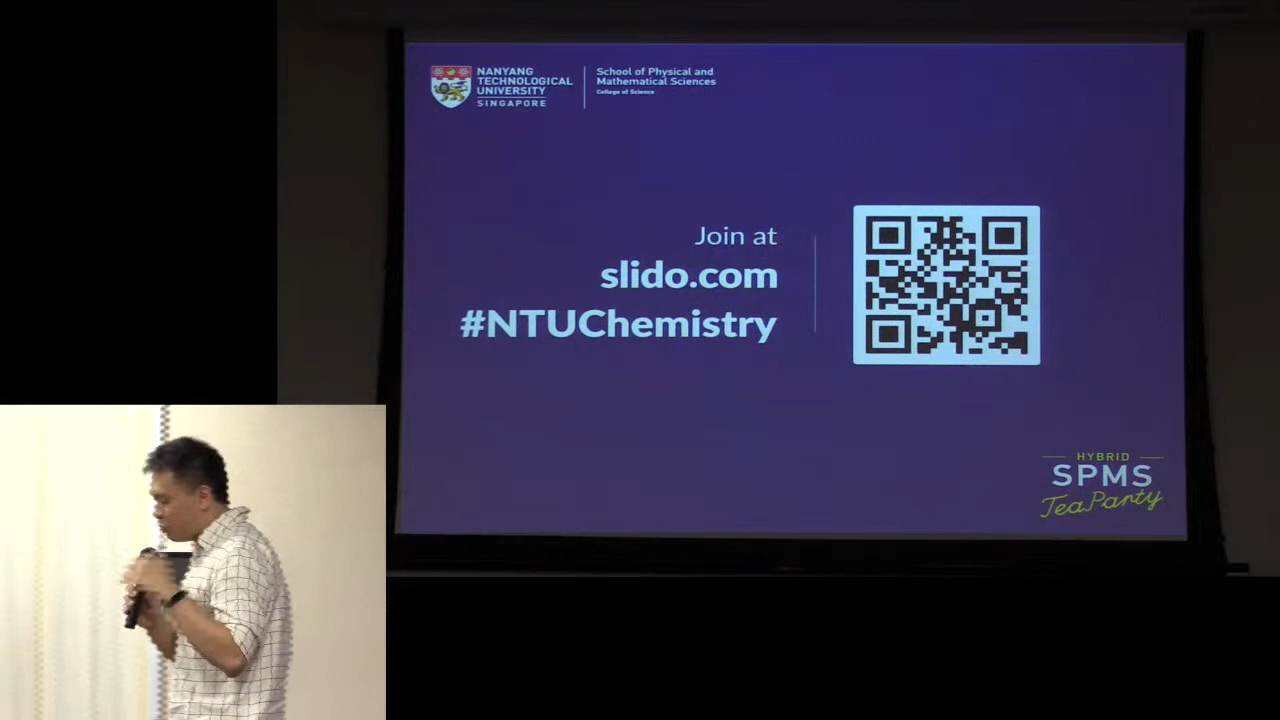 NANYANG
TECHNOLOGICAL
UNIVERSITY
SINGAPORE
School of Physical and
Mathematical Sciences
College of Science
Join at
slido.com
#NTUChemistry
HYBRID
SPMS
TeaParty